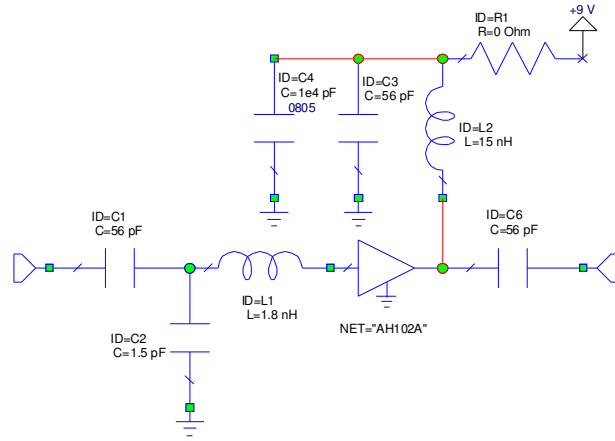 +9 V
ID=R1
R=0 Ohm
ID=C4
C=1e4 pF
0805
ID=C3
C=56 pF
ID=L2
L=15 nH
ID=C1
C=56 pF
ID=C6
C=56 pF
ID=L1
L=1.8 nH
NET="AH102A"
ID=C2
C=1.5 pF